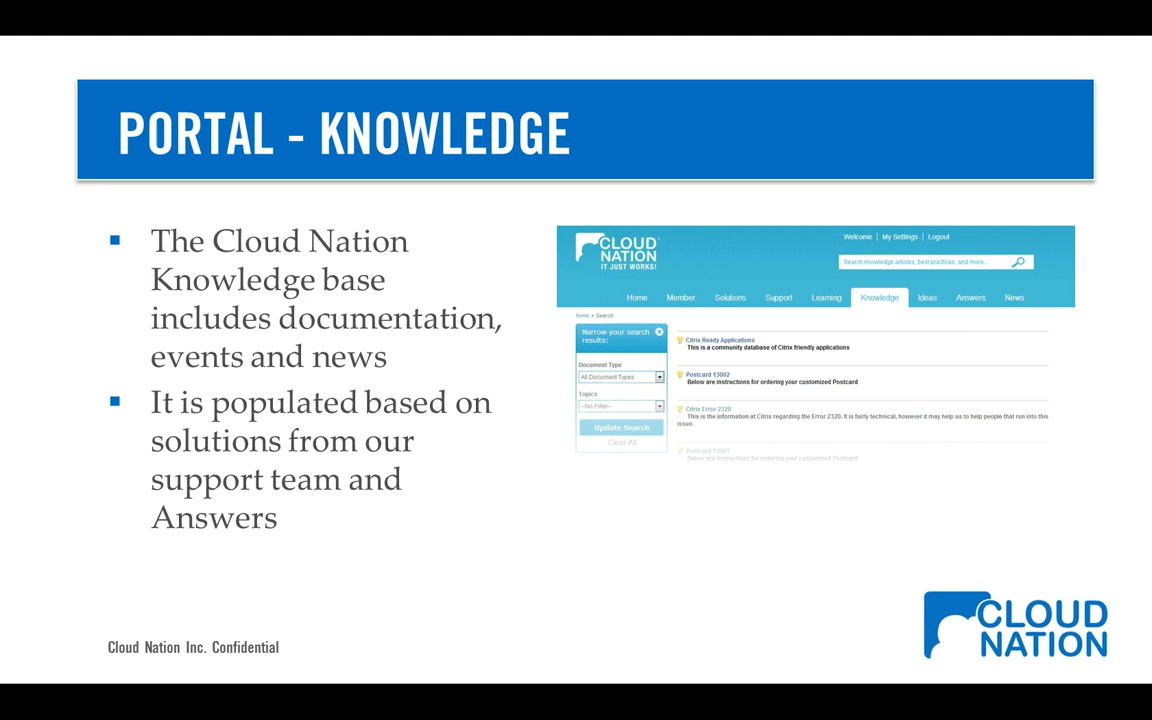 PORTAL - KNOWLEDGE
The Cloud Nation
Knowledge base
includes documentation,
events and news
It is populated based on
solutions from our
support team and
Answers
CLOUD
NATION
IT JUST WORKS!
Welcome | My Settings | Logout
Search knowledge articles, best practices, and more...
Home Member Solutions Support Learning Knowledge Ideas Answers News
Home > Search
Narrow your search
results:
Document Type
All Document Types
Topics
--No Filter--
Update Search
Clear All
Citrix Ready Applications
This is a community database of Citrix friendly applications
Postcard 13002
Below are instructions for ordering your customized Postcard
Citrix Error 2320
This is the information at Citrix regarding the Error 2320. It is fairly technical, however it may help us to help people that run into this
issue.
Postcard 13001
Below are instructions for ordering your customized Postcard
Cloud Nation Inc. Confidential
CLOUD
NATION